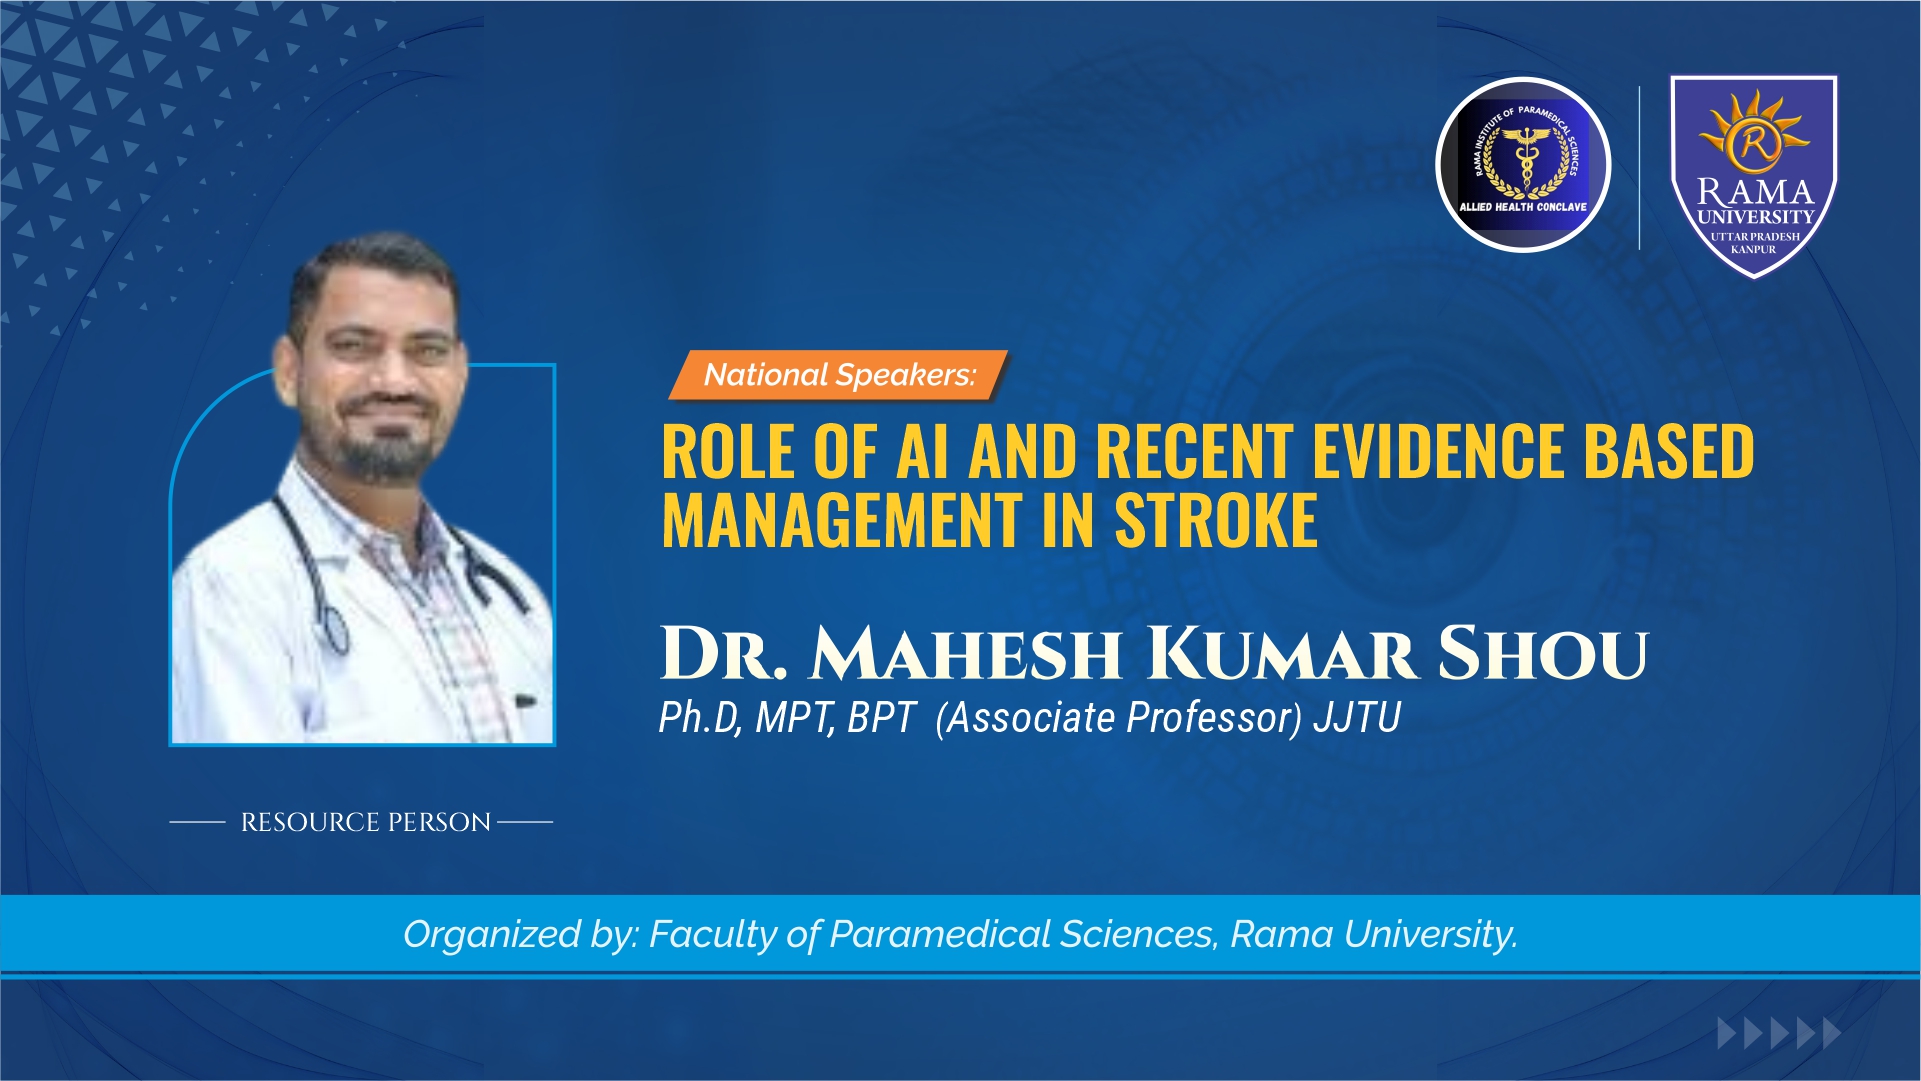 RAMA INSTITUTE OF PARAMEDICAL SCIENCES
ALLIED HEALTH CONCLAVE
R
RAMA
UNIVERSITY
UTTAR PRADESH
KANPUR
National Speakers:
ROLE OF AI AND RECENT EVIDENCE BASED
MANAGEMENT IN STROKE
DR. MAHESH KUMAR SHOU
Ph.D, MPT, BPT (Associate Professor) JJTU
RESOURCE PERSON
Organized by: Faculty of Paramedical Sciences, Rama University.